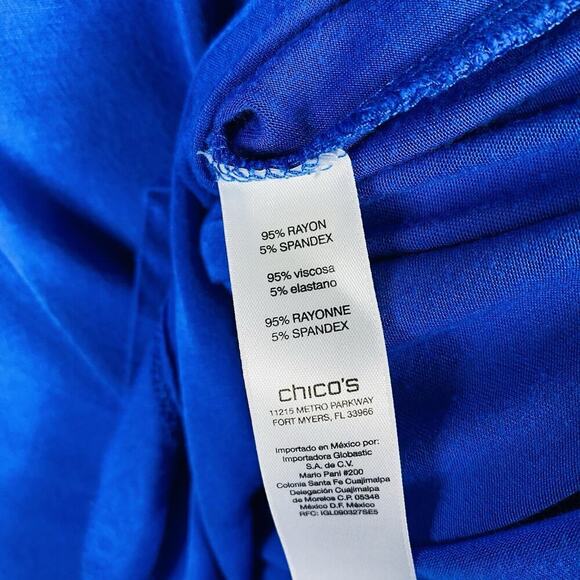 95% RAYON
5% SPANDEX
95% viscosa
5% elastano
95% RAYONNE
5% SPANDEX
chico's
11215 METRO PARKWAY
FORT MYERS, FL 33966
Importado en México por:
Importadora Globastic
S.A. de C.V.
Mario Pani #200
Colonia Santa Fe Cuajimalpa
Delegación Cuajimalpa
de Morelos C.P. 05348
México D.F. México
RFC: IGL090327SE5